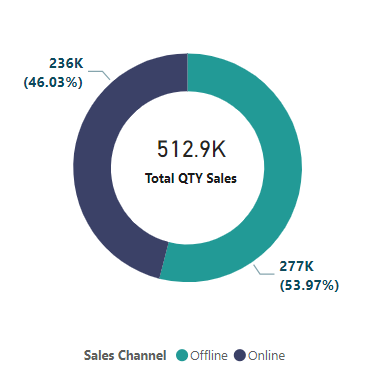 236K
(46.03%)
512.9K
Total QTY Sales
277K
(53.97%)
Sales Channel Offline Online